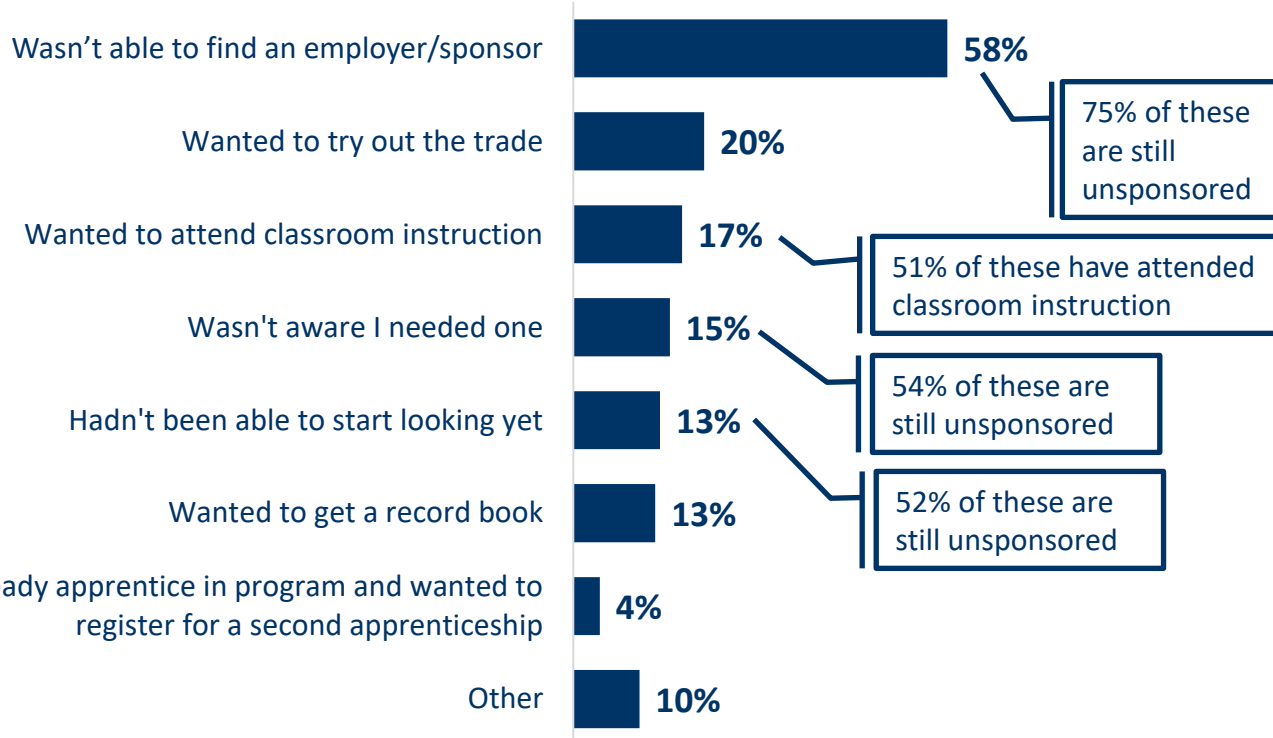 Wasn’t able to find an employer/sponsor
58%
75% of these
are still
unsponsored
Wanted to try out the trade
20%
Wanted to attend classroom instruction
17%
51% of these have attended
classroom instruction
Wasn't aware I needed one
15%
54% of these are
still unsponsored
Hadn't been able to start looking yet
13%
52% of these are
still unsponsored
Wanted to get a record book
13%
apprentice in program and wanted to
register for a second apprenticeship
4%
Other
10%